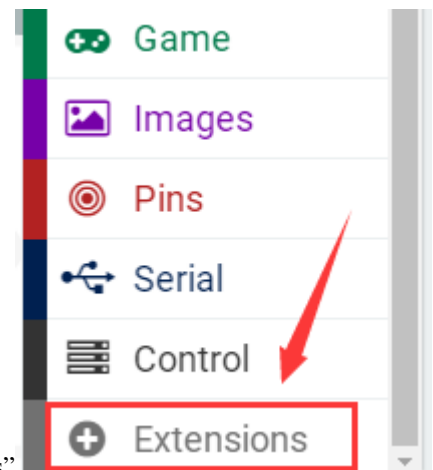 Game
Images
Pins
Serial
Control
”
Extensions